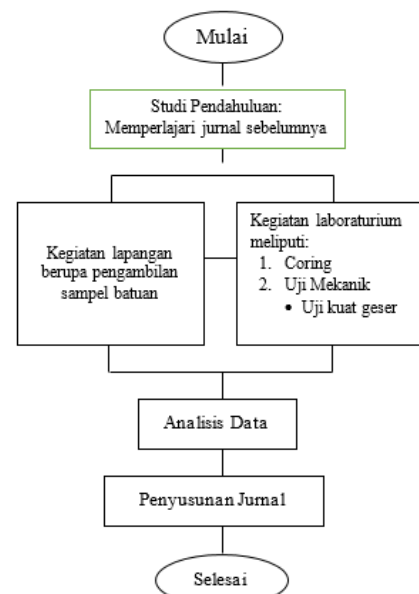 Mulai
Studi Pendahuluan:
Memperlajari jurnal sebelumnya
Kegiatan lapangan
berupa pengambilan
sampel batuan
Kegiatan laboraturium
meliputi:
1. Coring
2. Uji Mekanik
• Uji kuat geser
Analisis Data
Penyusunan Jurnal
Selesai